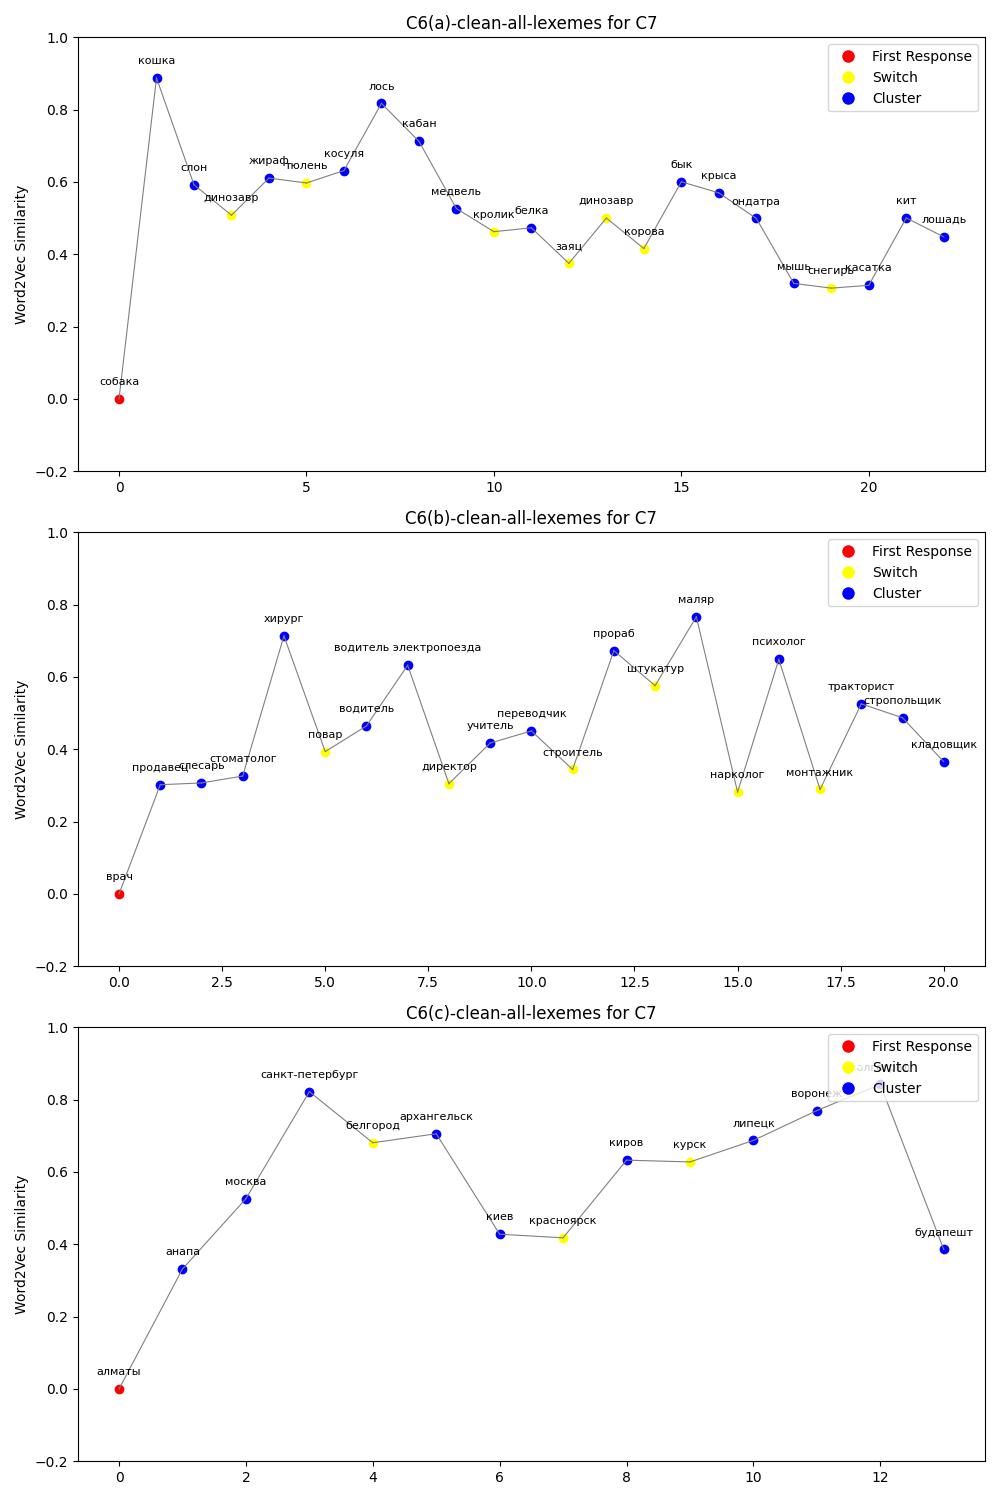 C6(a)-clean-all-lexemes for C7
Word2Vec Similarity
1.0
0.8
0.6
0.4
0.2
0.0
−0.2
First Response
Switch
Cluster
собака
кошка
слон
динозавр
жираф
тюлень
косуля
лось
кабан
медвель
кролик
белка
заяц
динозавр
корова
бык
крыса
ондатра
мышь
снегирь
касатка
кит
лошадь
0 5 10 15 20
C6(b)-clean-all-lexemes for C7
Word2Vec Similarity
1.0
0.8
0.6
0.4
0.2
0.0
−0.2
First Response
Switch
Cluster
врач
продавец
слесарь
стоматолог
хирург
повар
водитель
водитель электропоезда
директор
учитель
переводчик
строитель
прораб
штукатур
маляр
нарколог
психолог
монтажник
тракторист
стропольщик
кладовщик
0.0 2.5 5.0 7.5 10.0 12.5 15.0 17.5 20.0
C6(c)-clean-all-lexemes for C7
Word2Vec Similarity
1.0
0.8
0.6
0.4
0.2
0.0
−0.2
First Response
Switch
Cluster
алматы
анапа
москва
санкт-петербург
белгород
архангельск
киев
красноярск
киров
курск
липецк
воронеж
будапешт
0 2 4 6 8 10 12